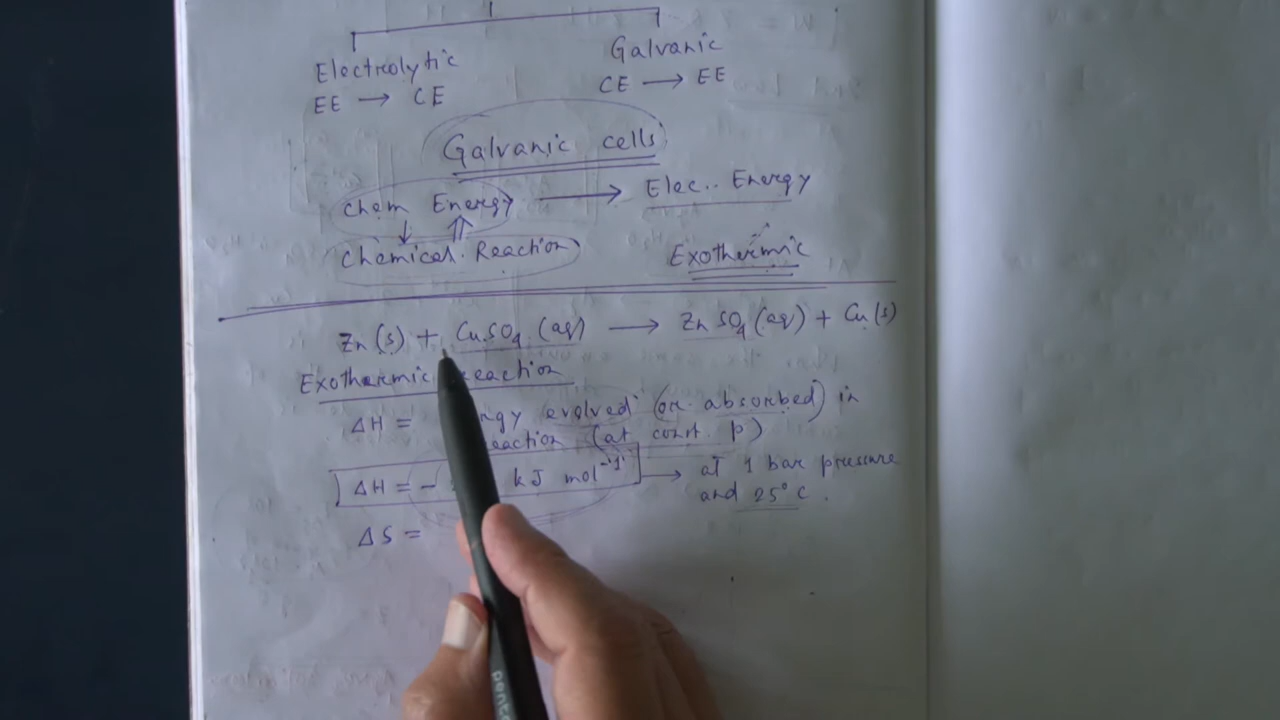 Electrolytic Galvanic
EE → CE CE → EE
Galvanic cells
Chem Energy → Elec.. Energy
Chemical Reaction Exothermic
Zn(s) + CuSO4 (aq) → ZnSO4 (aq) + Cu(s)
Exothermic
ΔH = evolved (or absorbed) in
(at const. p)
ΔH = - kJ mol⁻¹ → at 1 bar pressure
and 25° C.
ΔS =